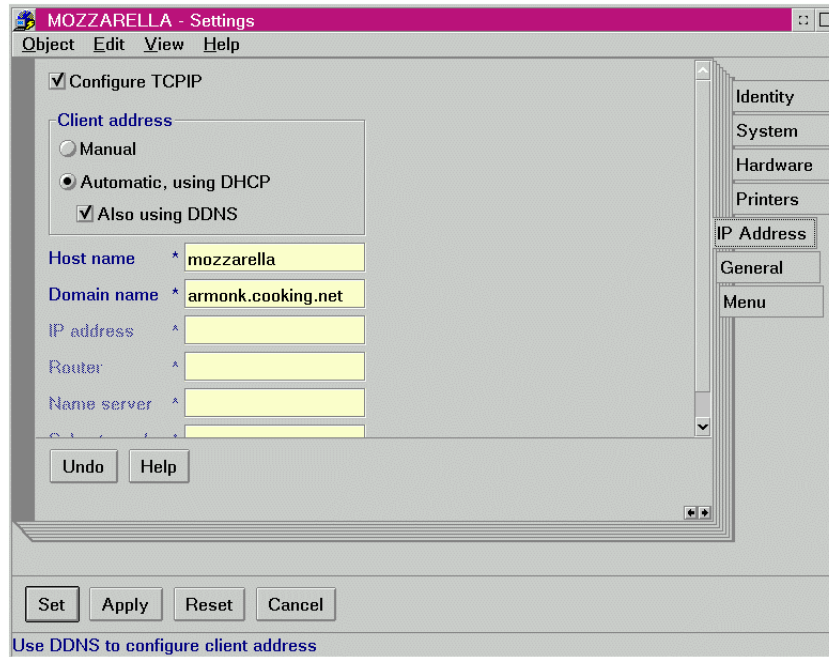 MOZZARELLA - Settings
Object Edit View Help
Configure TCPIP
Client address
Manual
Automatic, using DHCP
Also using DDNS
Host name * mozzarella
Domain name * armonk.cooking.net
IP address *
Router *
Name server *
Identity
System
Hardware
Printers
IP Address
General
Menu
Undo Help
Set Apply Reset Cancel
Use DDNS to configure client address